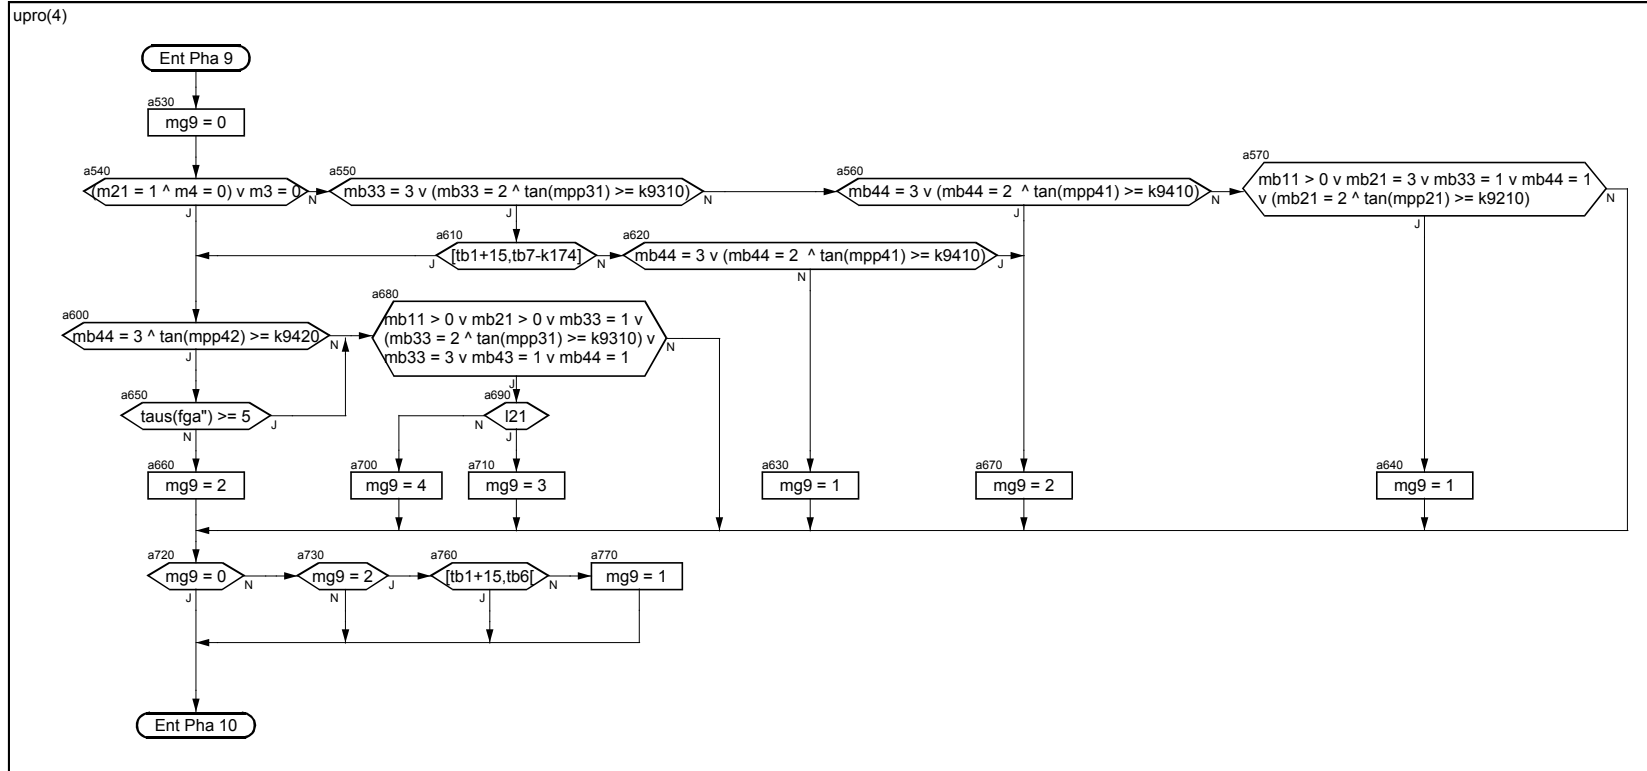 upro(4)
Ent Pha 9
a530
mg9 = 0
a540
(m21 = 1 ^ m4 = 0) v m3 = 0
N
J
a550
mb33 = 3 v (mb33 = 2 ^ tan(mpp31) >= k9310)
N
J
a560
mb44 = 3 v (mb44 = 2 ^ tan(mpp41) >= k9410)
N
J
a570
mb11 > 0 v mb21 = 3 v mb33 = 1 v mb44 = 1
v (mb21 = 2 ^ tan(mpp21) >= k9210)
N
J
a610
[tb1+15,tb7-k174]
J
N
a620
mb44 = 3 v (mb44 = 2 ^ tan(mpp41) >= k9410)
N
J
a600
mb44 = 3 ^ tan(mpp42) >= k9420
N
J
a680
mb11 > 0 v mb21 > 0 v mb33 = 1 v
(mb33 = 2 ^ tan(mpp31) >= k9310) v
mb33 = 3 v mb43 = 1 v mb44 = 1
N
J
a650
taus(fga") >= 5
J
N
a690
l21
N
J
a660
mg9 = 2
a700
mg9 = 4
a710
mg9 = 3
a630
mg9 = 1
a670
mg9 = 2
a640
mg9 = 1
a720
mg9 = 0
N
J
a730
mg9 = 2
J
N
a760
[tb1+15,tb6[
N
J
a770
mg9 = 1
Ent Pha 10